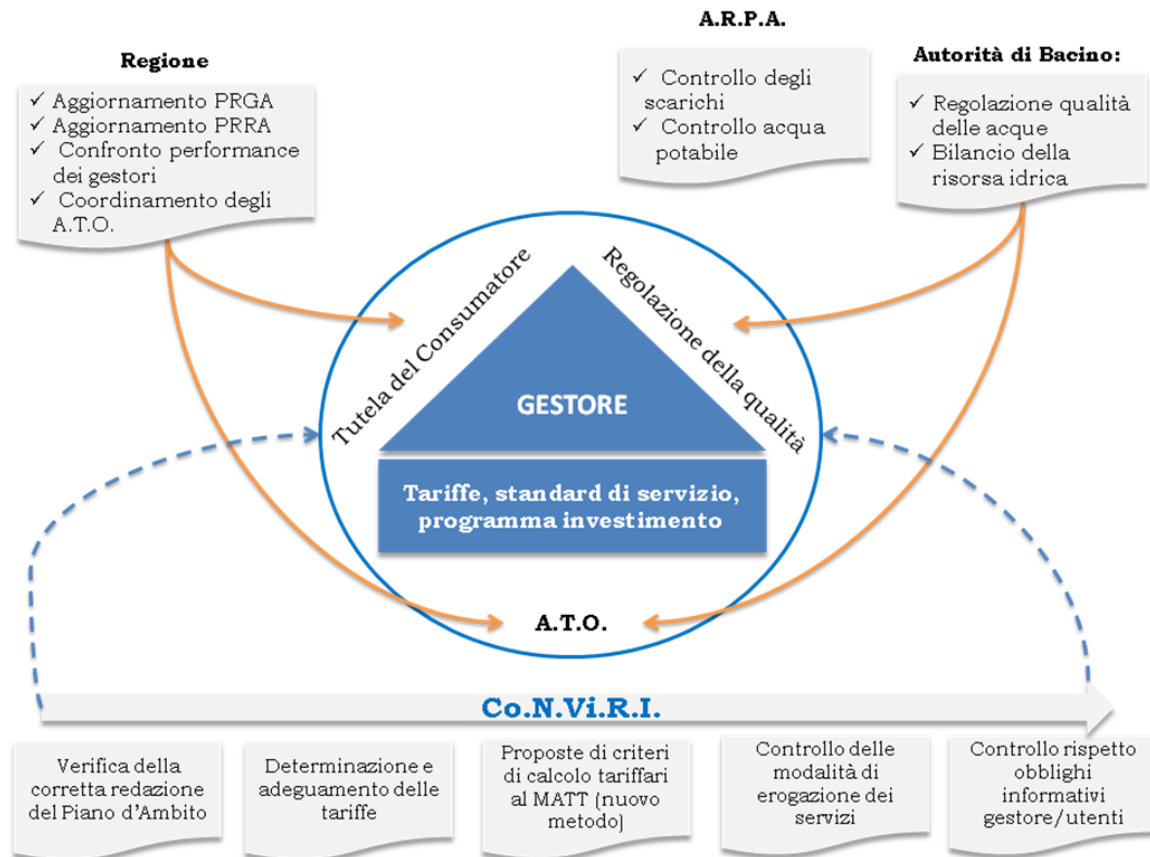 Regione
✓ Aggiornamento PRGA
✓ Aggiornamento PRRA
✓ Confronto performance
dei gestori
✓ Coordinamento degli
A.T.O.
A.R.P.A.
✓ Controllo degli
scarichi
✓ Controllo acqua
potabile
Autorità di Bacino:
✓ Regolazione qualità
delle acque
✓ Bilancio della
risorsa idrica
Tutela del Consumatore
Regolazione della qualità
GESTORE
Tariffe, standard di servizio,
programma investimento
A.T.O.
Co.N.Vi.R.I.
Verifica della
corretta redazione
del Piano d’Ambito
Determinazione e
adeguamento delle
tariffe
Proposte di criteri
di calcolo tariffari
al MATT (nuovo
metodo)
Controllo delle
modalità di
erogazione dei
servizi
Controllo rispetto
obblighi
informativi
gestore/utenti